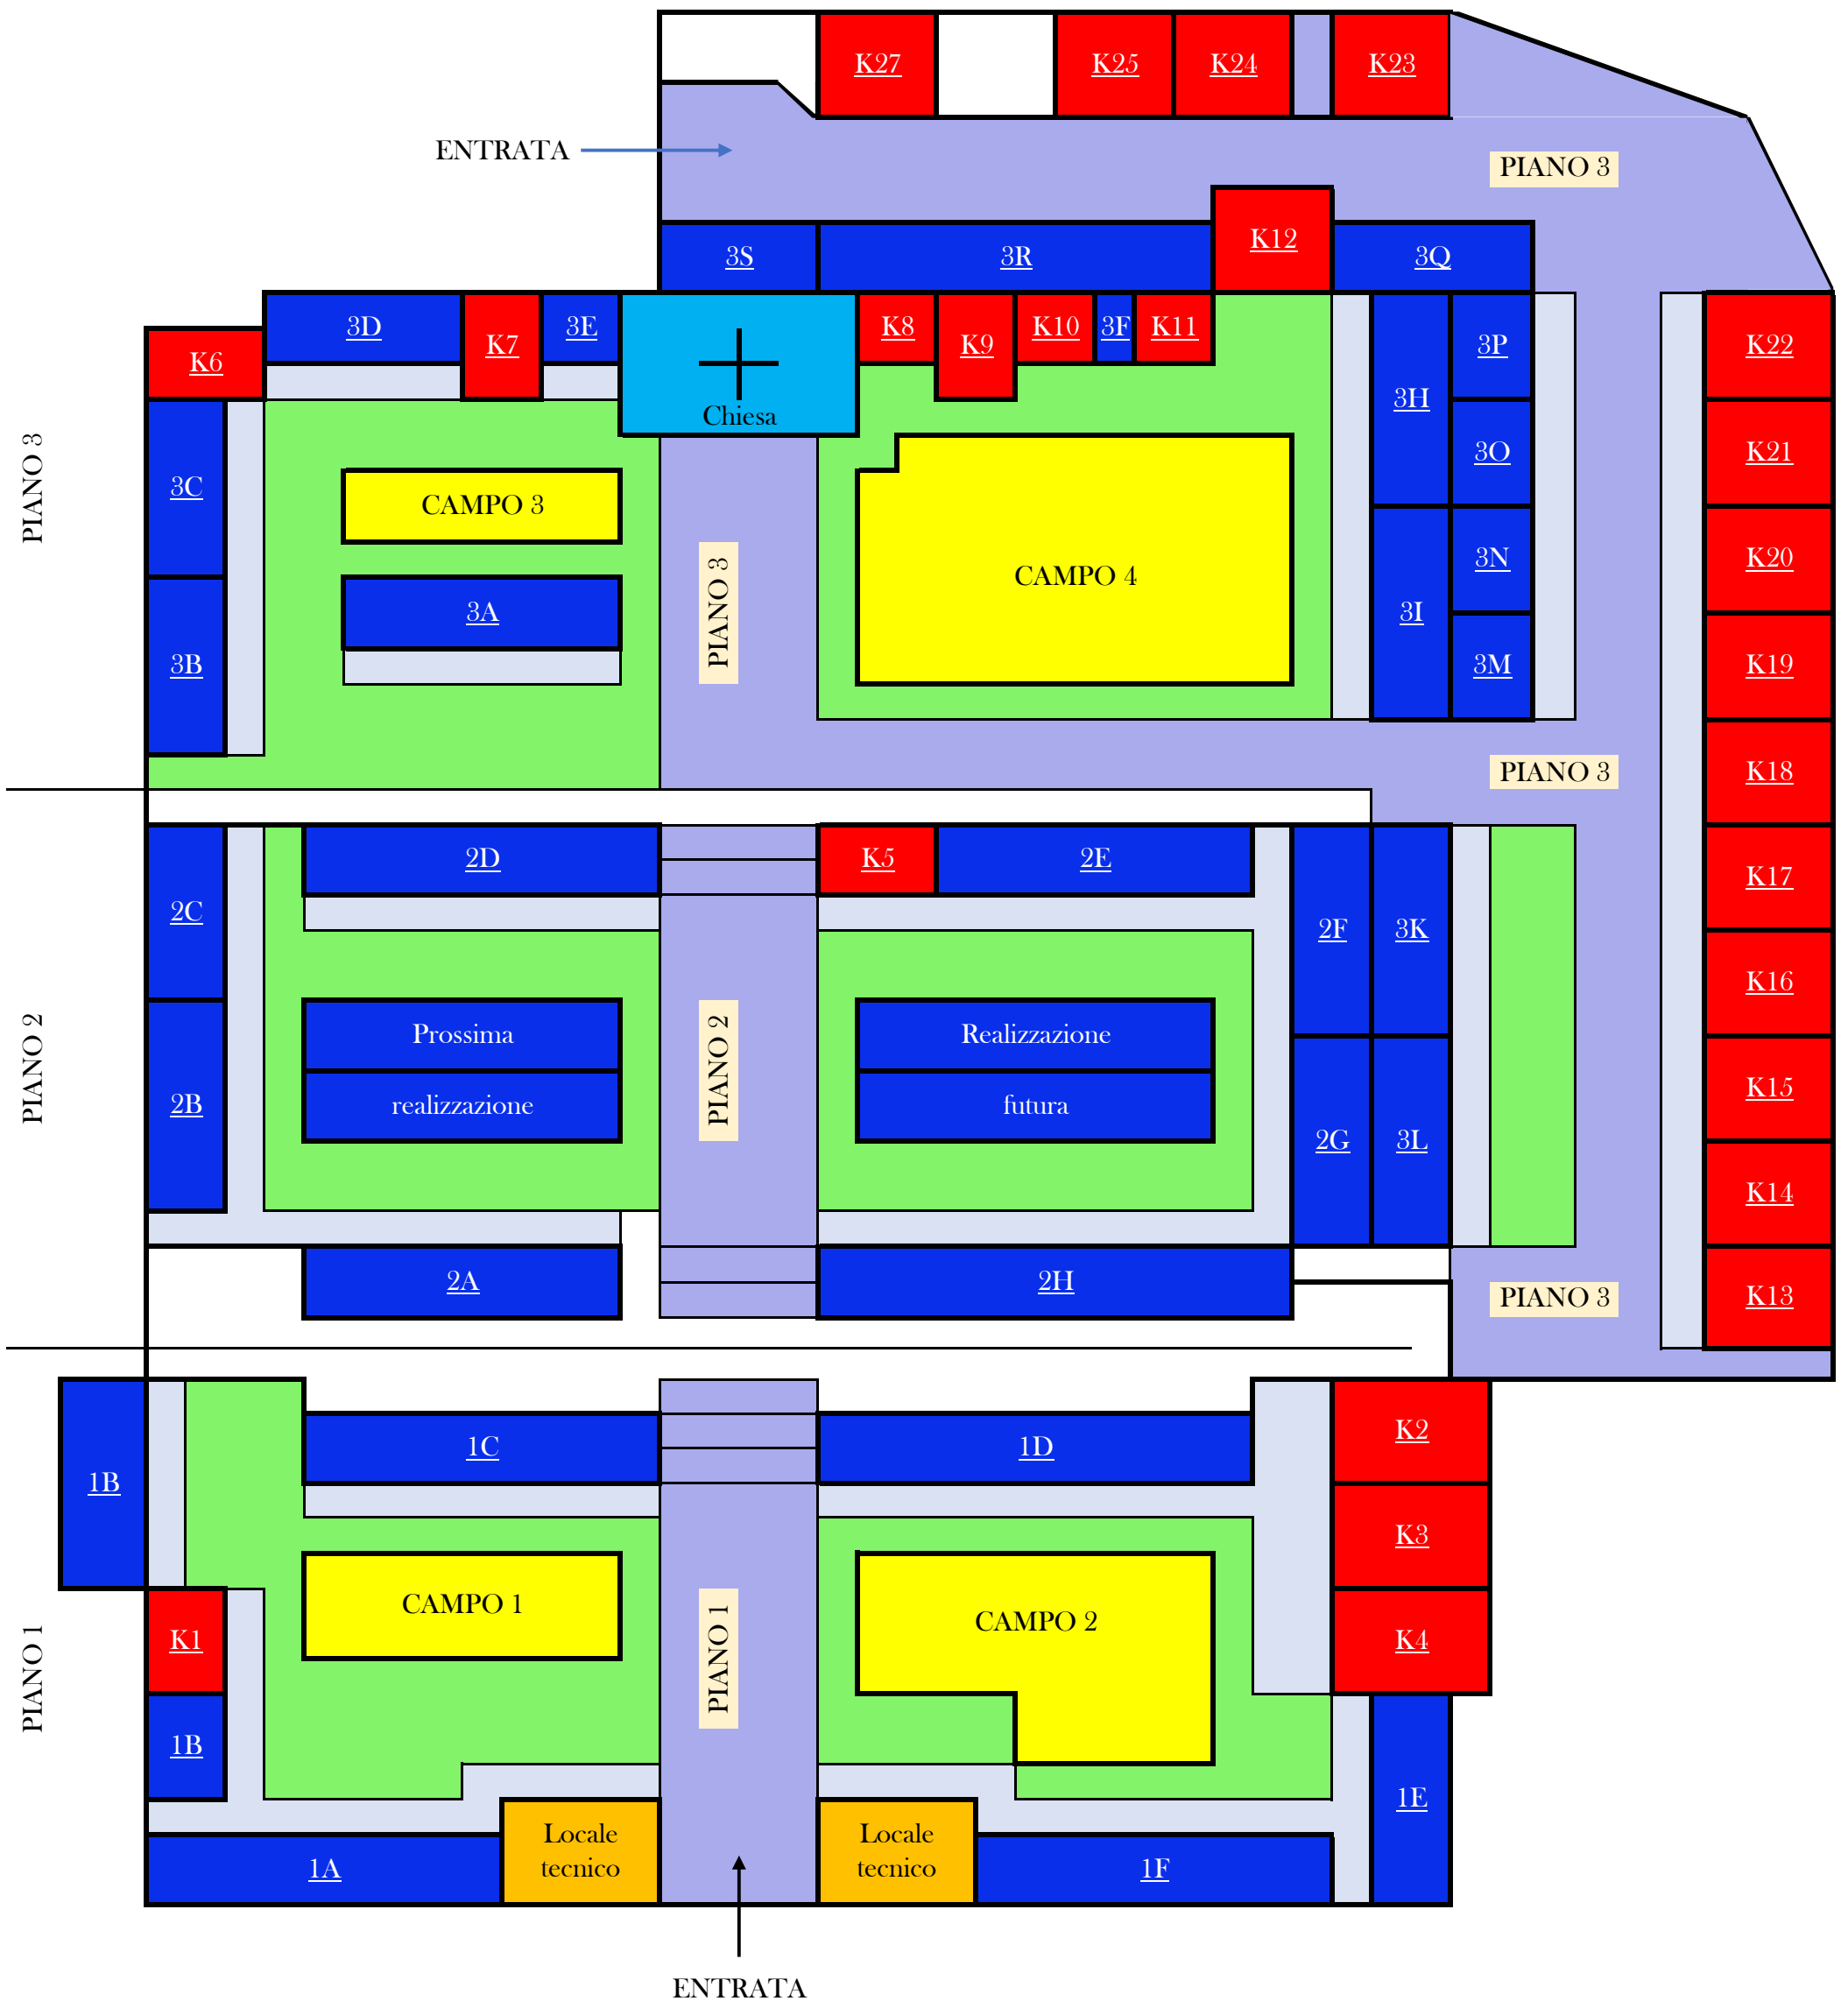 K27
K25
K24
K23
ENTRATA
PIANO 3
K12
3S
3R
3Q
3D
K7
3E
K8
K9
K10
3F
K11
3P
K22
K6
Chiesa
3H
3O
K21
3C
CAMPO 3
PIANO 3
PIANO 3
CAMPO 4
3N
K20
3A
3I
3B
3M
K19
PIANO 3
K18
2D
K5
2E
K17
2C
2F
3K
K16
Prossima
realizzazione
PIANO 2
PIANO 2
Realizzazione
futura
2B
K15
2G
3L
K14
2A
2H
PIANO 3
K13
1B
1C
1D
K2
K3
CAMPO 1
CAMPO 2
K1
K4
PIANO 1
PIANO 1
1B
1E
Locale
tecnico
Locale
tecnico
1A
1F
ENTRATA